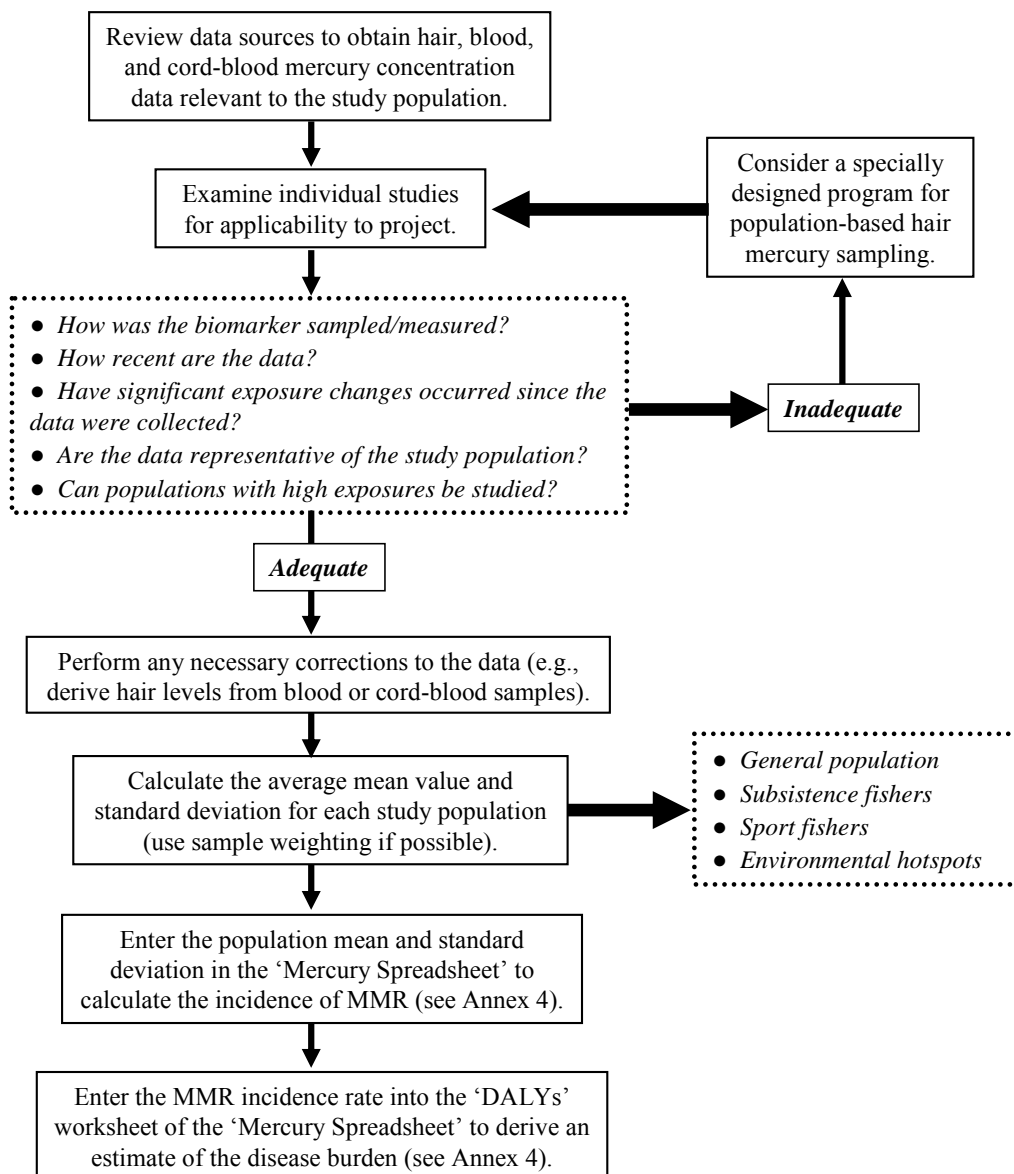 Review data sources to obtain hair, blood,
and cord-blood mercury concentration
data relevant to the study population.
Examine individual studies
for applicability to project.
Consider a specially
designed program for
population-based hair
mercury sampling.
● How was the biomarker sampled/measured?
● How recent are the data?
● Have significant exposure changes occurred since the
data were collected?
● Are the data representative of the study population?
● Can populations with high exposures be studied?
Inadequate
Adequate
Perform any necessary corrections to the data (e.g.,
derive hair levels from blood or cord-blood samples).
Calculate the average mean value and
standard deviation for each study population
(use sample weighting if possible).
● General population
● Subsistence fishers
● Sport fishers
● Environmental hotspots
Enter the population mean and standard
deviation in the ‘Mercury Spreadsheet’ to
calculate the incidence of MMR (see Annex 4).
Enter the MMR incidence rate into the ‘DALYs’
worksheet of the ‘Mercury Spreadsheet’ to derive an
estimate of the disease burden (see Annex 4).